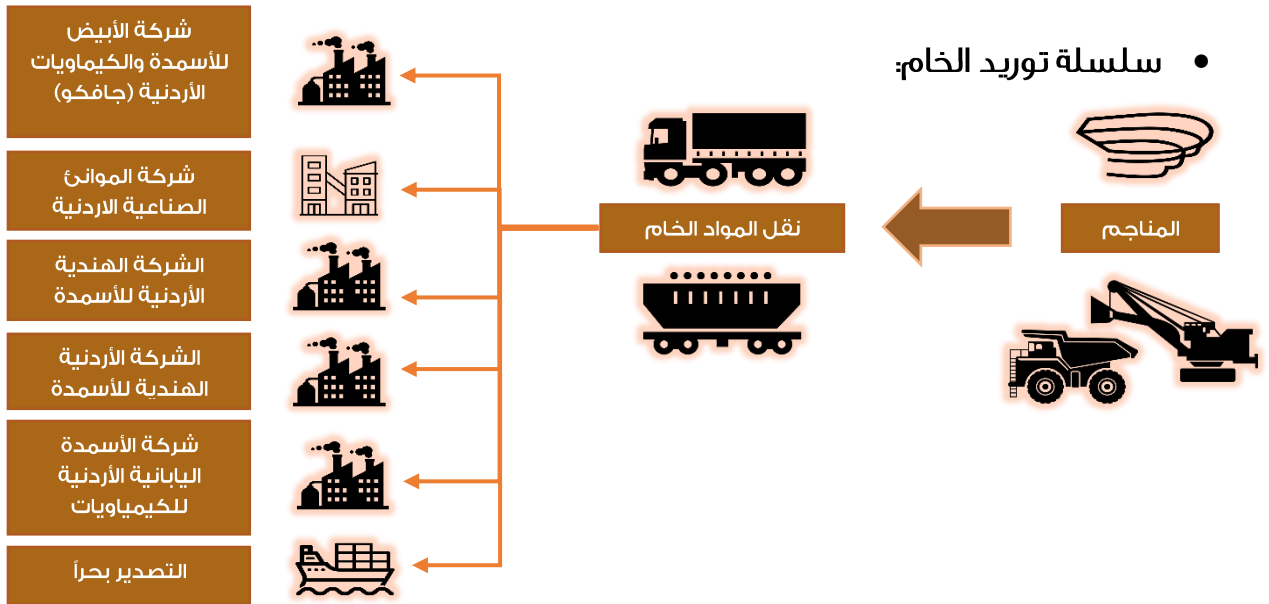 • سلسلة توريد الخام:
المناجم
نقل المواد الخام
شركة الأبيض
للأسمدة والكيماويات
الأردنية (جافكو)
شركة الموانئ
الصناعية الاردنية
الشركة الهندية
الأردنية للأسمدة
الشركة الأردنية
الهندية للأسمدة
شركة الأسمدة
اليابانية الأردنية
للكيمياويات
التصدير بحراً